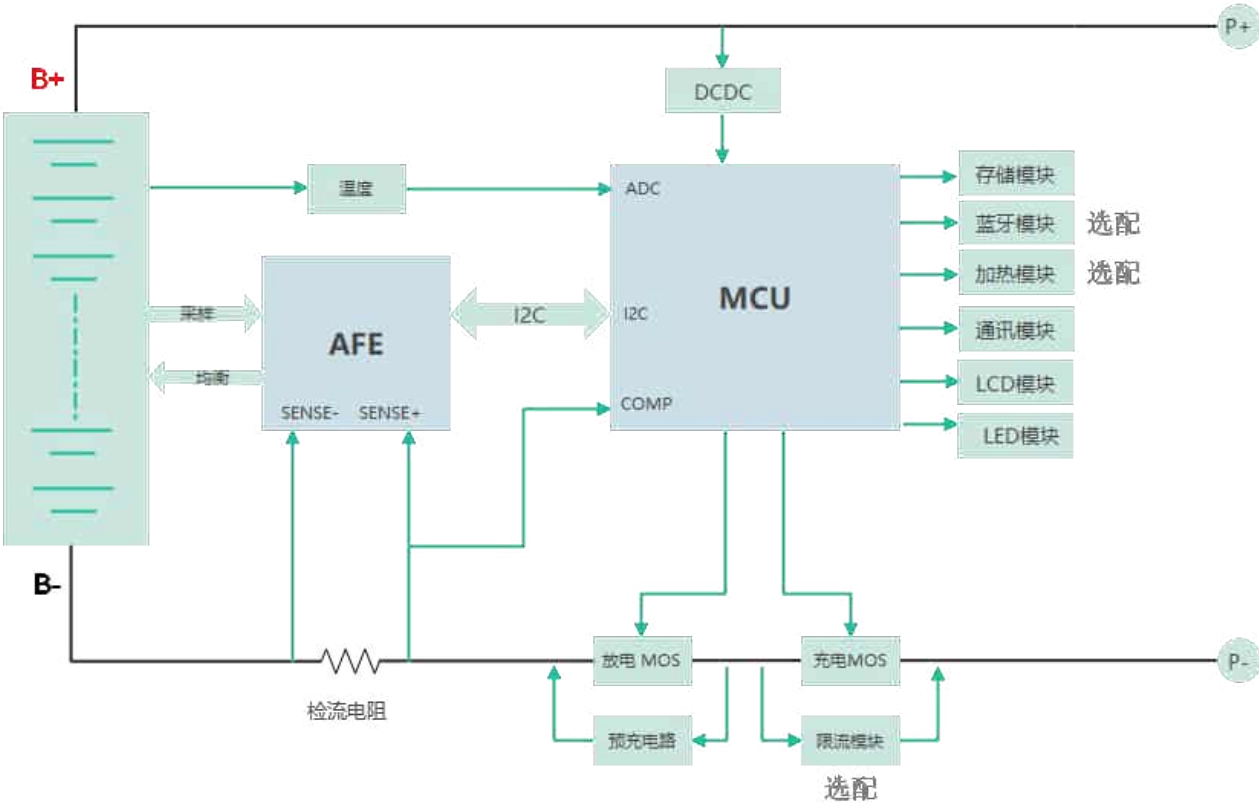 P+
B+
DCDC
温度
ADC
存储模块
蓝牙模块 选配
加热模块 选配
采样
I2C
I2C
MCU
通讯模块
AFE
均衡
LCD模块
SENSE- SENSE+
COMP
LED模块
B-
放电 MOS
充电MOS
P-
检流电阻
预充电路
限流模块
选配